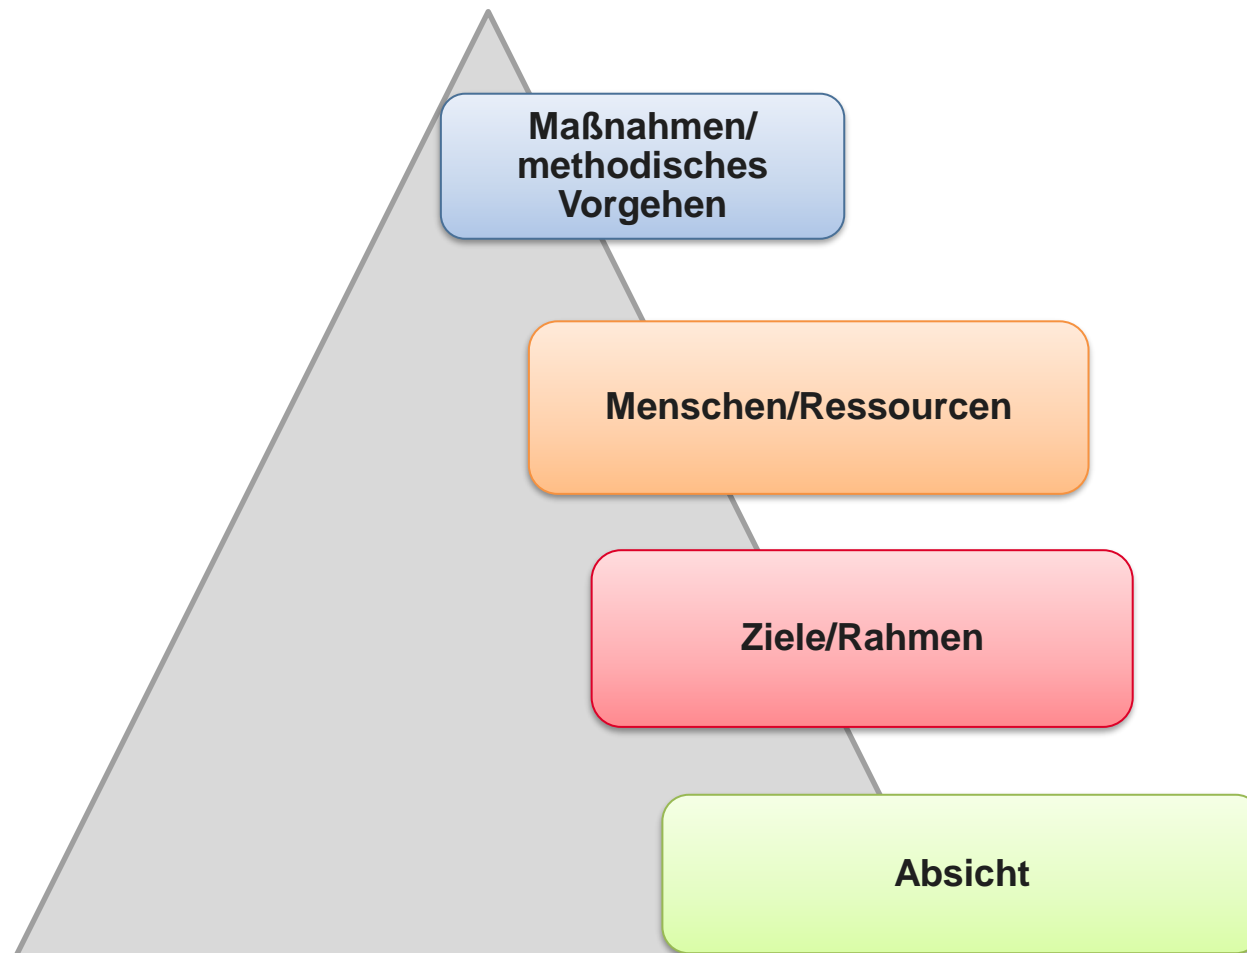 Maßnahmen/
methodisches
Vorgehen
Menschen/Ressourcen
Ziele/Rahmen
Absicht